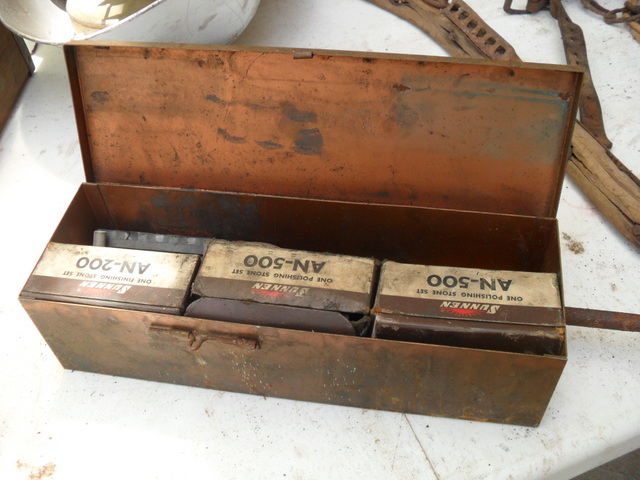 SUNNEN
ONE FINISHING STONE SET
AN-200
SUNNEN
ONE POLISHING STONE SET
AN-500
SUNNEN
ONE POLISHING STONE SET
AN-500